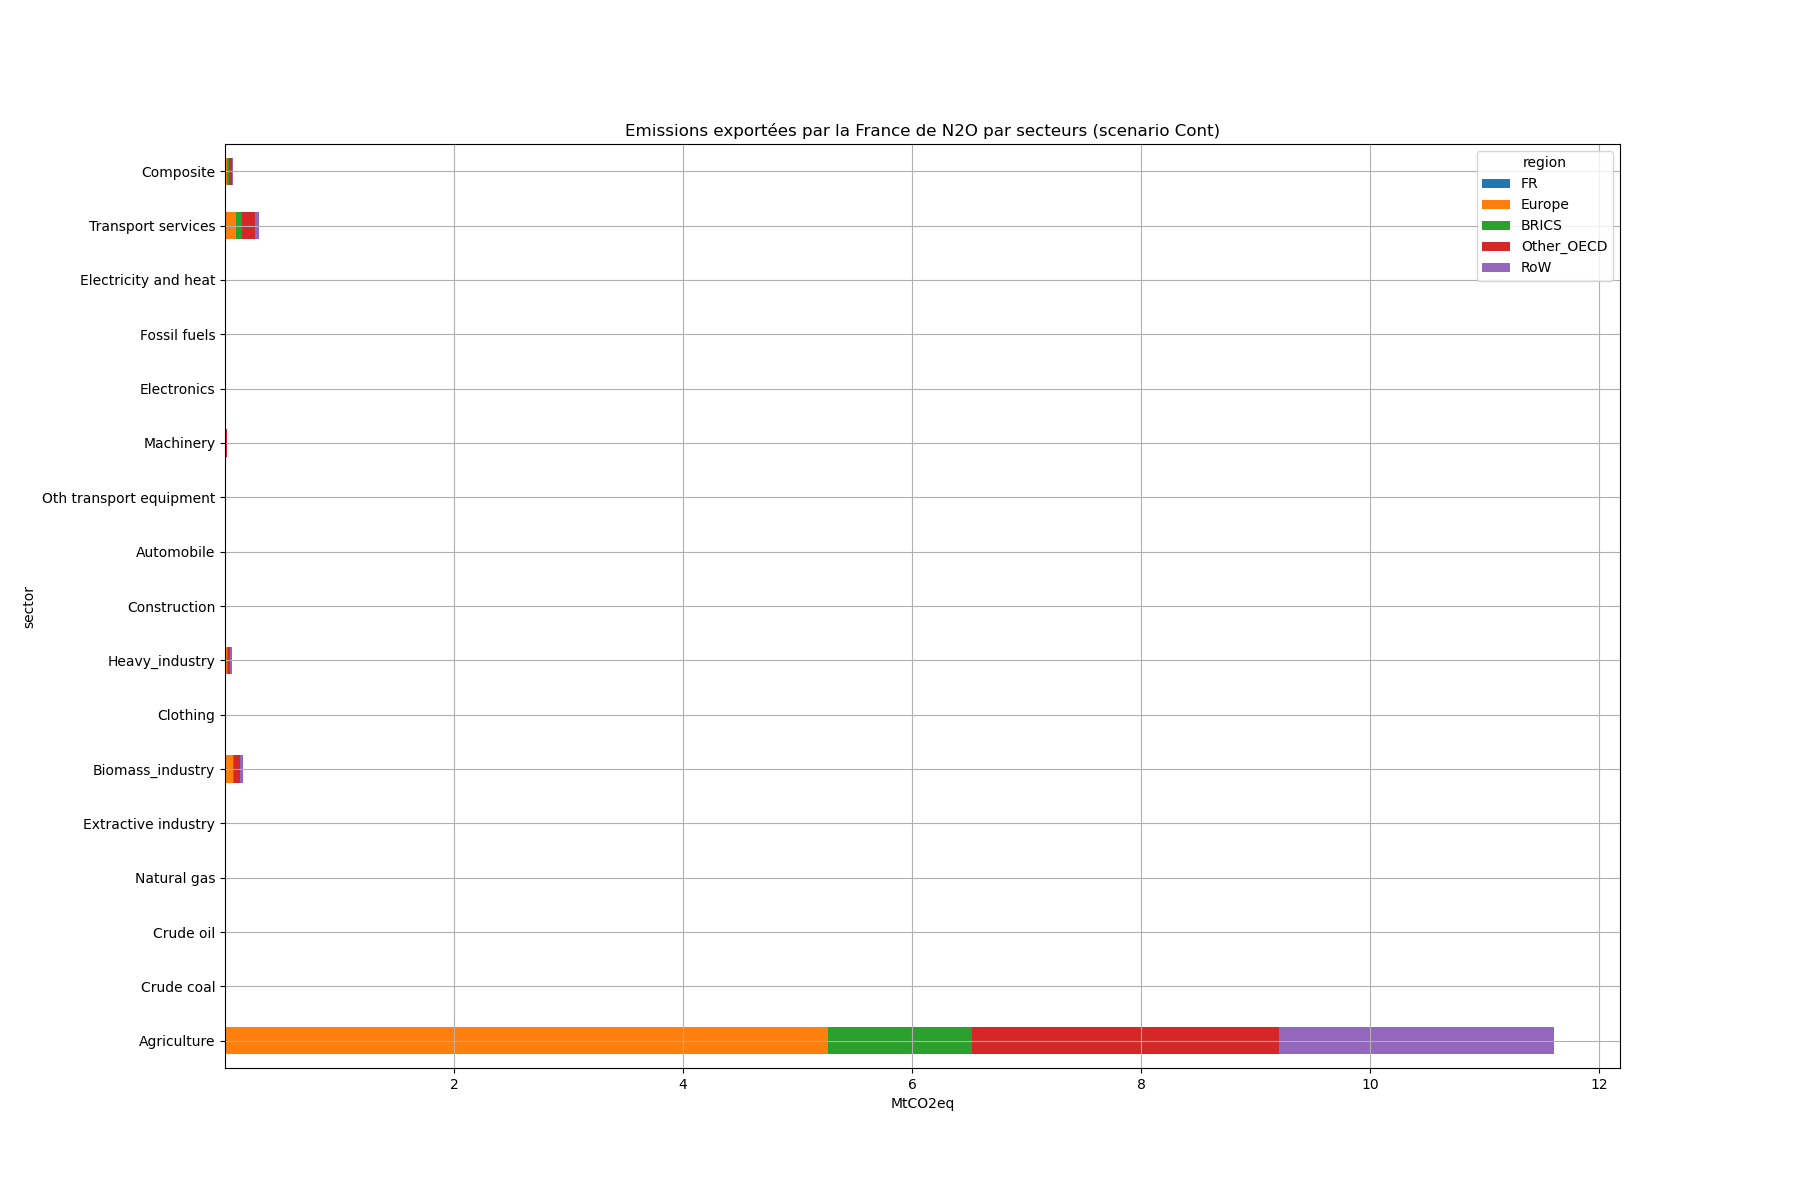 Emissions exportées par la France de N2O par secteurs (scenario Cont)
region
FR
Europe
BRICS
Other_OECD
RoW
sector
Composite
Transport services
Electricity and heat
Fossil fuels
Electronics
Machinery
Oth transport equipment
Automobile
Construction
Heavy_industry
Clothing
Biomass_industry
Extractive industry
Natural gas
Crude oil
Crude coal
Agriculture
2 4 6 8 10 12
MtCO2eq